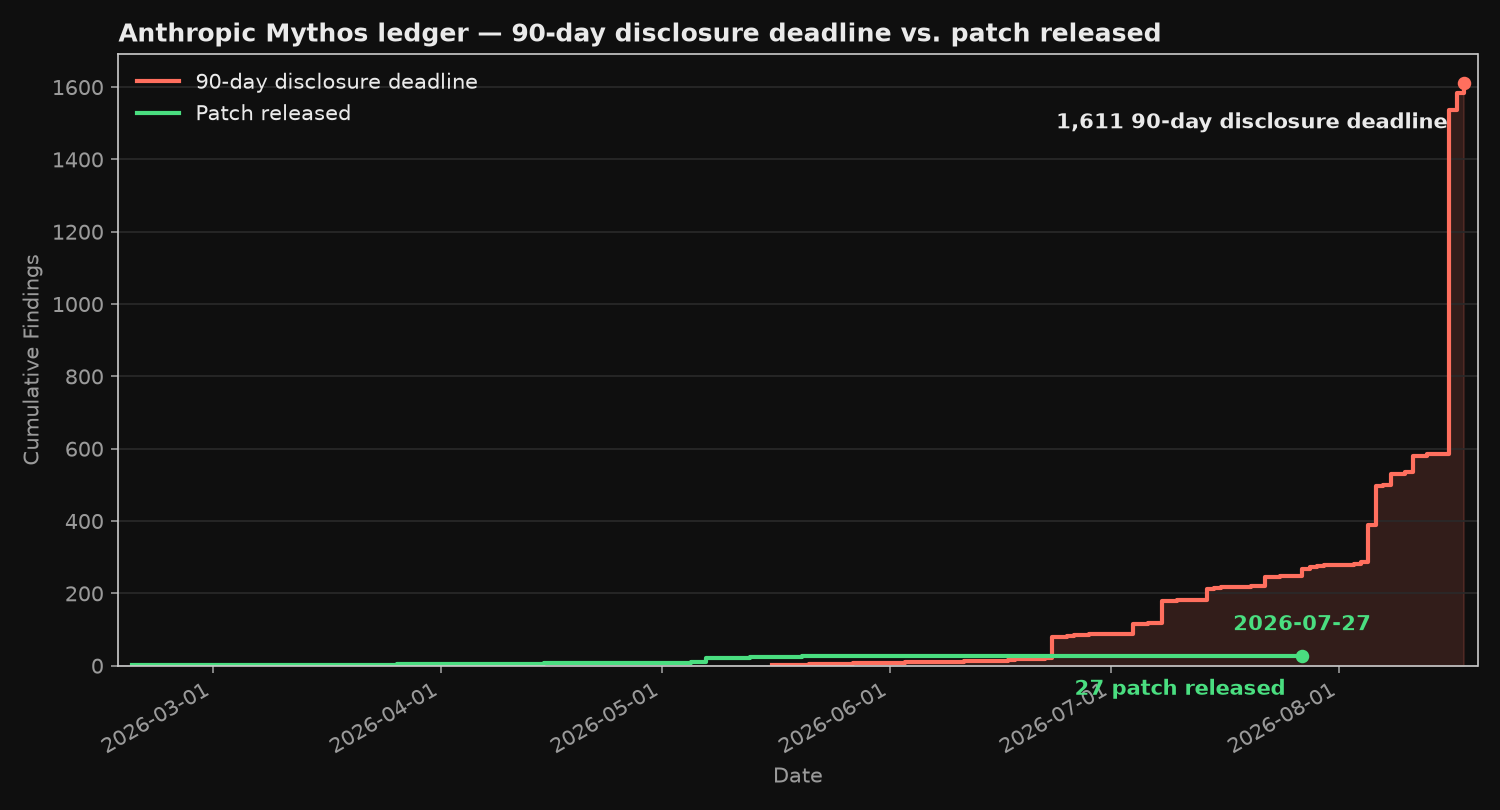 Anthropic Mythos ledger — 90-day disclosure deadline vs. patch released
90-day disclosure deadline
Patch released
1,611 90-day disclosure deadline
2026-07-27
27 patch released
Cumulative Findings
1600
1400
1200
1000
800
600
400
200
0
2026-03-01
2026-04-01
2026-05-01
2026-06-01
2026-07-01
2026-08-01
Date